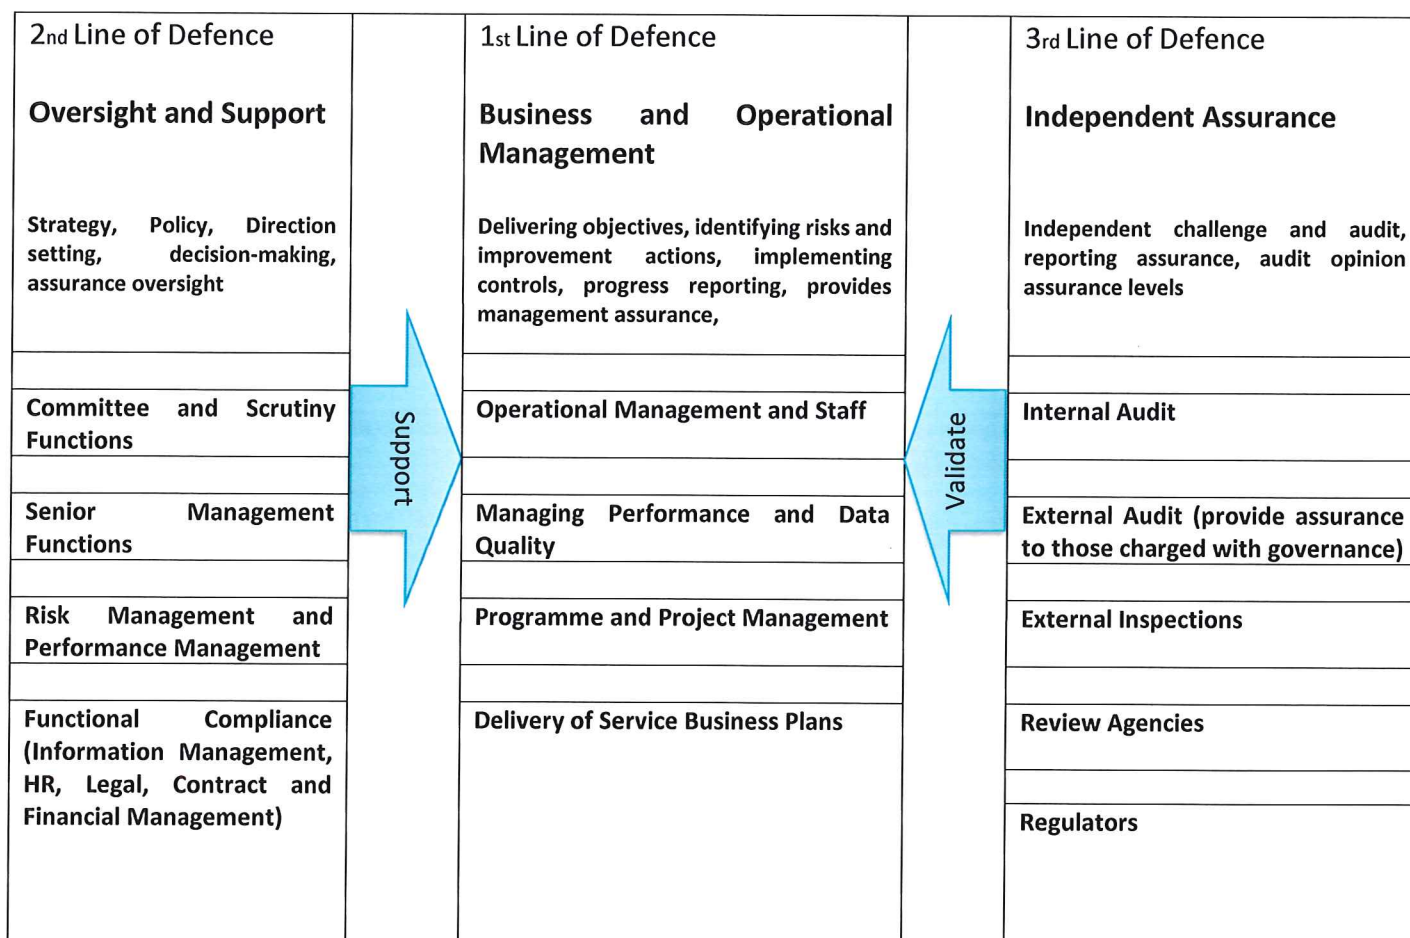 2nd Line of Defence
Oversight and Support
Strategy, Policy, Direction
setting, decision-making,
assurance oversight
Committee and Scrutiny
Functions
Senior Management
Functions
Risk Management and
Performance Management
Functional Compliance
(Information Management,
HR, Legal, Contract and
Financial Management)
Support
1st Line of Defence
Business and Operational
Management
Delivering objectives, identifying risks and
improvement actions, implementing
controls, progress reporting, provides
management assurance,
Operational Management and Staff
Managing Performance and Data
Quality
Programme and Project Management
Delivery of Service Business Plans
Validate
3rd Line of Defence
Independent Assurance
Independent challenge and audit,
reporting assurance, audit opinion
assurance levels
Internal Audit
External Audit (provide assurance
to those charged with governance)
External Inspections
Review Agencies
Regulators